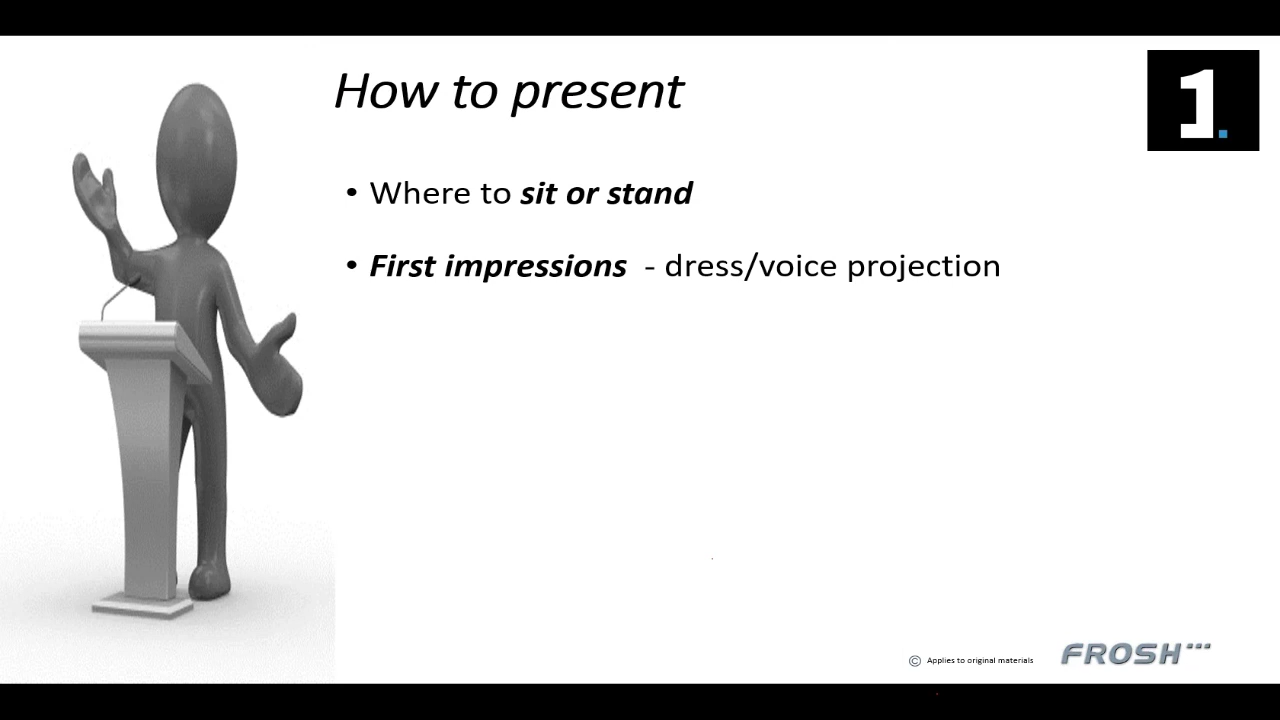 How to present
1.
• Where to sit or stand
• First impressions - dress/voice projection
© Applies to original materials
FROSH